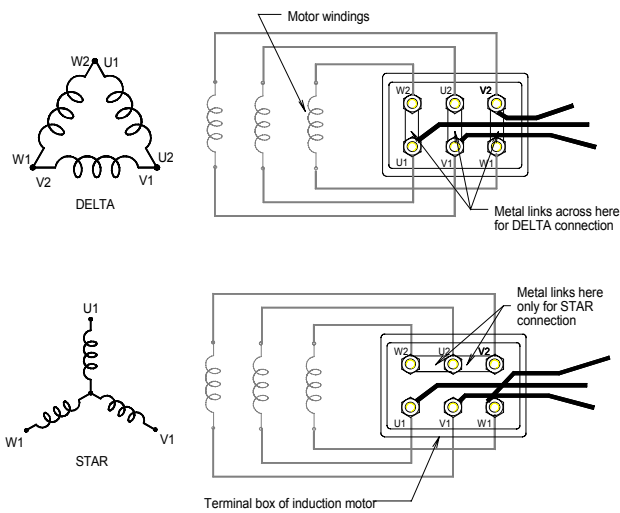 Motor windings
W2 U1
W1
U2
V2
V1
DELTA
W2 U2 V2
U1 V1 W1
Metal links across here
for DELTA connection
U1
W1
V1
STAR
Metal links here
only for STAR
connection
W2 U2 V2
U1 V1 W1
Terminal box of induction motor